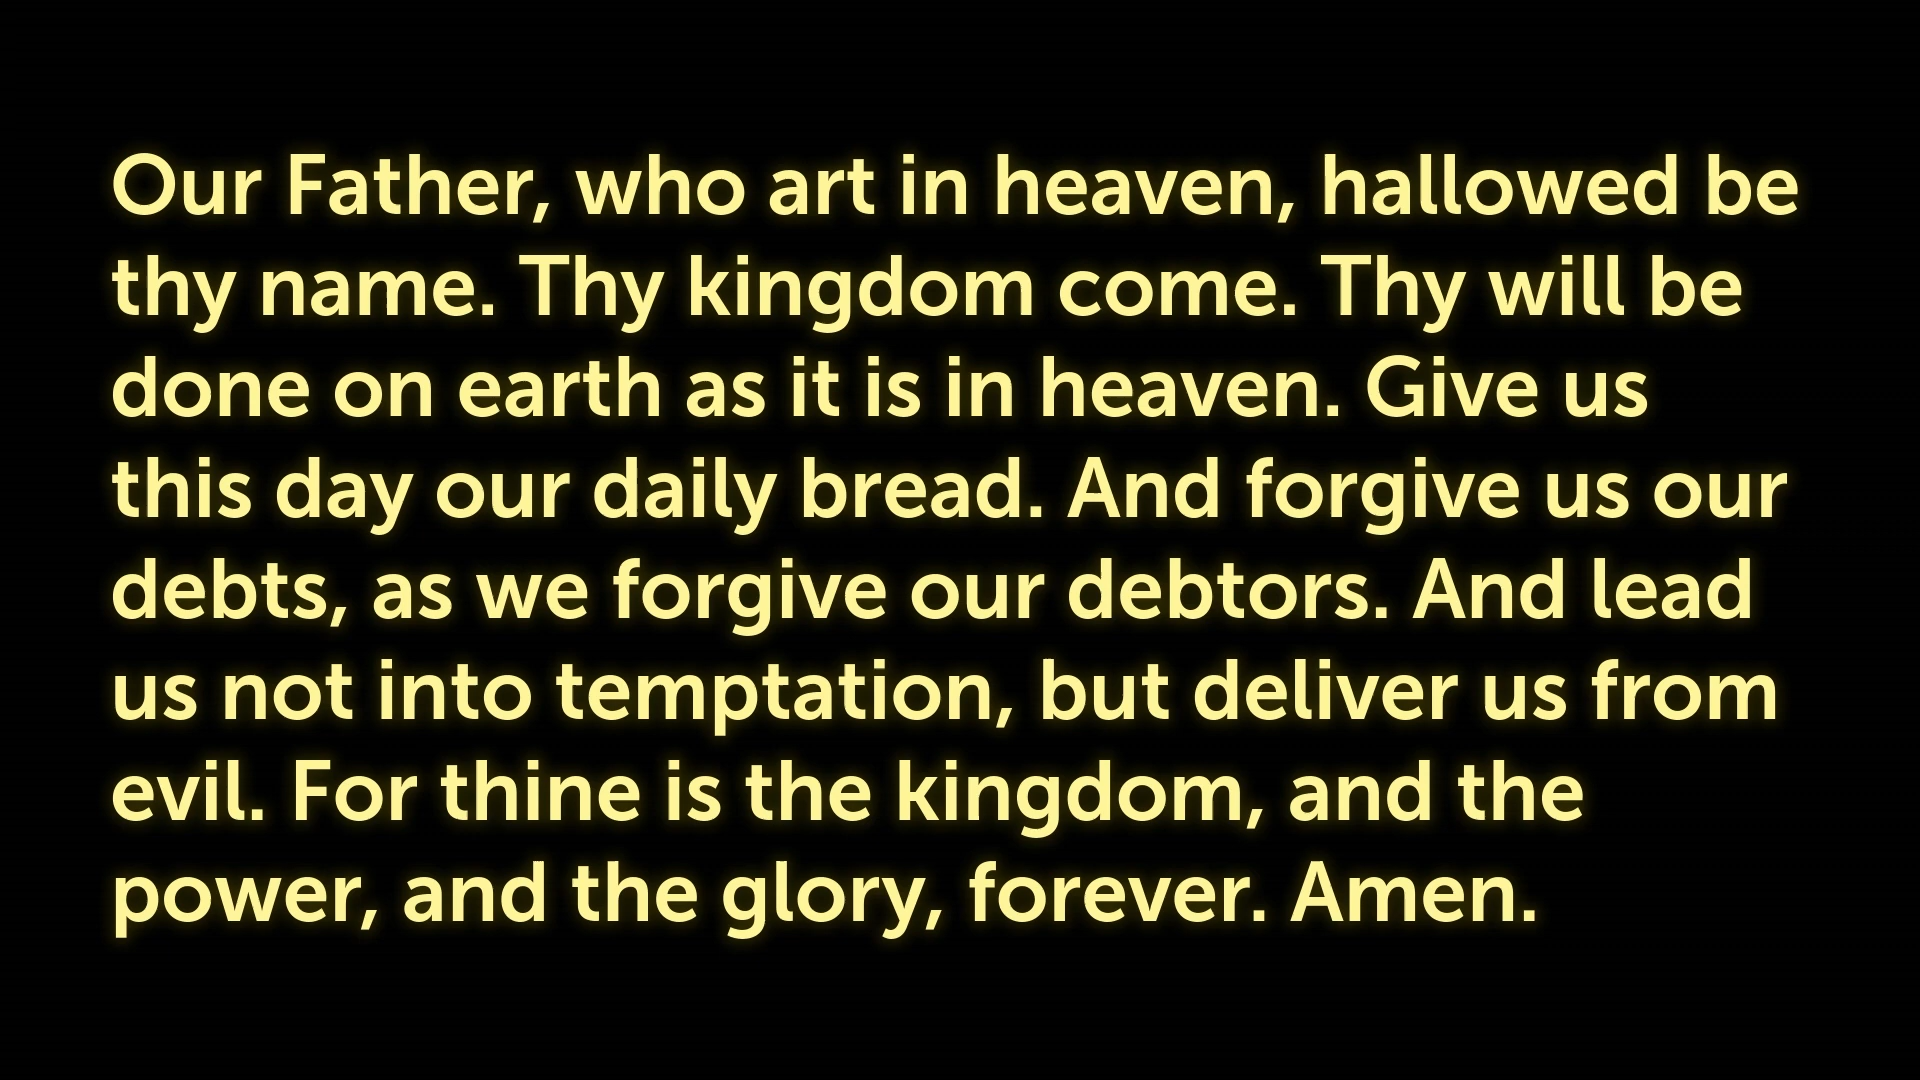 Our Father, who art in heaven, hallowed be
thy name. Thy kingdom come. Thy will be
done on earth as it is in heaven. Give us
this day our daily bread. And forgive us our
debts, as we forgive our debtors. And lead
us not into temptation, but deliver us from
evil. For thine is the kingdom, and the
power, and the glory, forever. Amen.